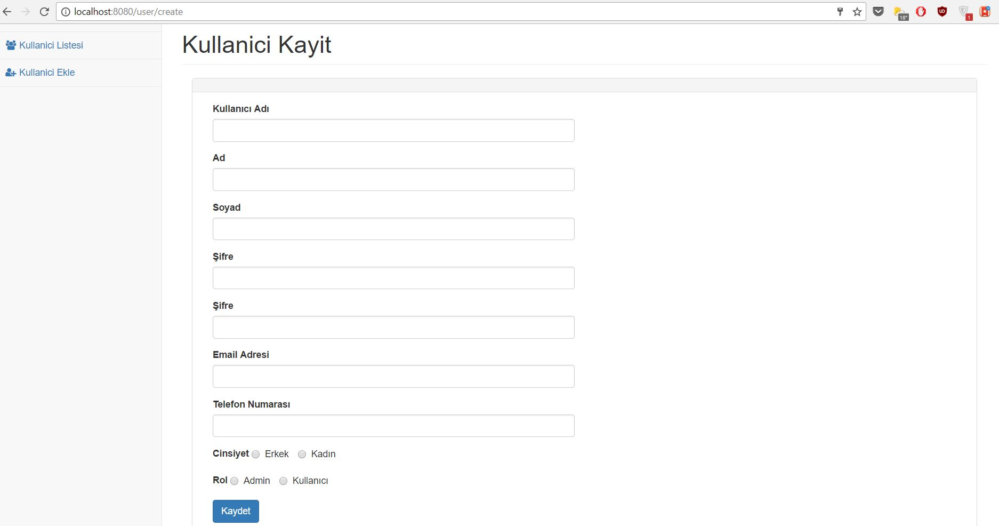 localhost:8080/user/create
18°
1
Kullanici Listesi
Kullanici Ekle
Kullanici Kayit
Kullanıcı Adı
Ad
Soyad
Şifre
Şifre
Email Adresi
Telefon Numarası
Cinsiyet Erkek Kadın
Rol Admin Kullanıcı
Kaydet